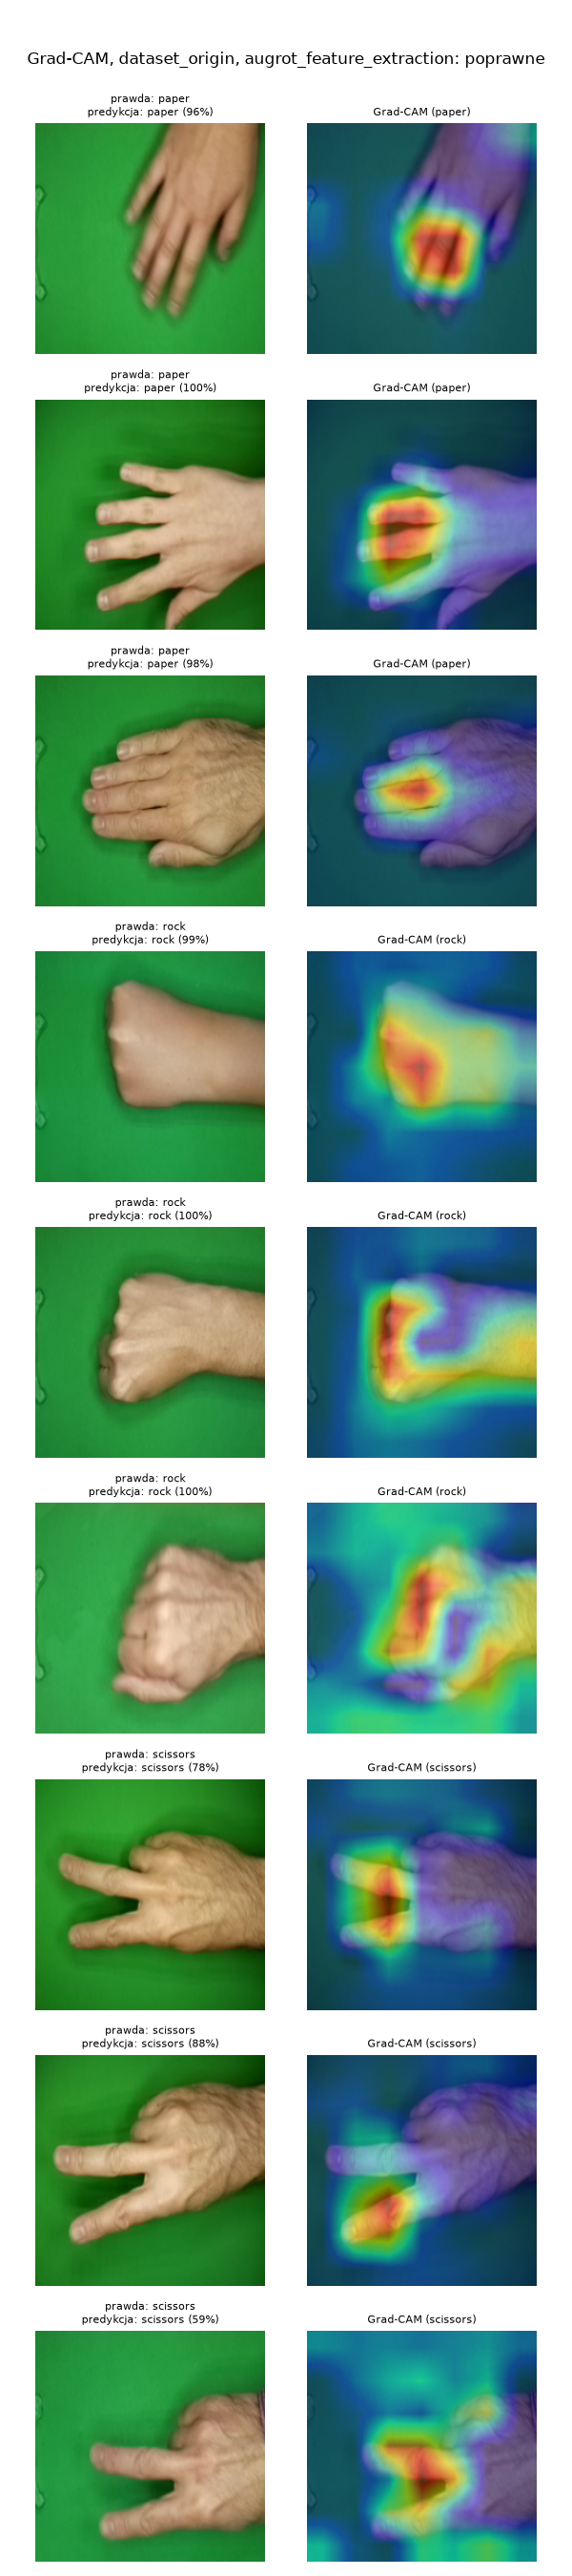 Grad-CAM, dataset_origin, augrot_feature_extraction: poprawne
prawda: paper
predykcja: paper (96%)
Grad-CAM (paper)
prawda: paper
predykcja: paper (100%)
Grad-CAM (paper)
prawda: paper
predykcja: paper (98%)
Grad-CAM (paper)
prawda: rock
predykcja: rock (99%)
Grad-CAM (rock)
prawda: rock
predykcja: rock (100%)
Grad-CAM (rock)
prawda: rock
predykcja: rock (100%)
Grad-CAM (rock)
prawda: scissors
predykcja: scissors (78%)
Grad-CAM (scissors)
prawda: scissors
predykcja: scissors (88%)
Grad-CAM (scissors)
prawda: scissors
predykcja: scissors (59%)
Grad-CAM (scissors)